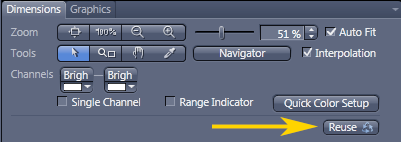 Dimensions Graphics
Zoom 100% 51 % Auto Fit
Tools Navigator Interpolation
Channels Brigh Brigh
Single Channel Range Indicator Quick Color Setup
Reuse